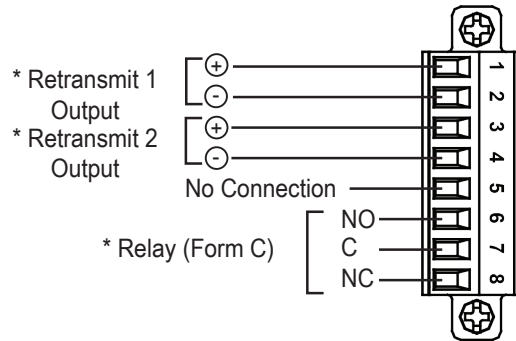 * Retransmit 1
Output
+
-
* Retransmit 2
Output
+
-
No Connection
* Relay (Form C)
NO
C
NC
1
2
3
4
5
6
7
8